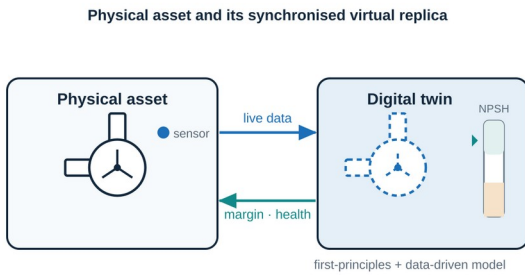 Physical asset and its synchronised virtual replica
Physical asset
sensor
live data
margin · health
Digital twin
NPSH
first-principles + data-driven model